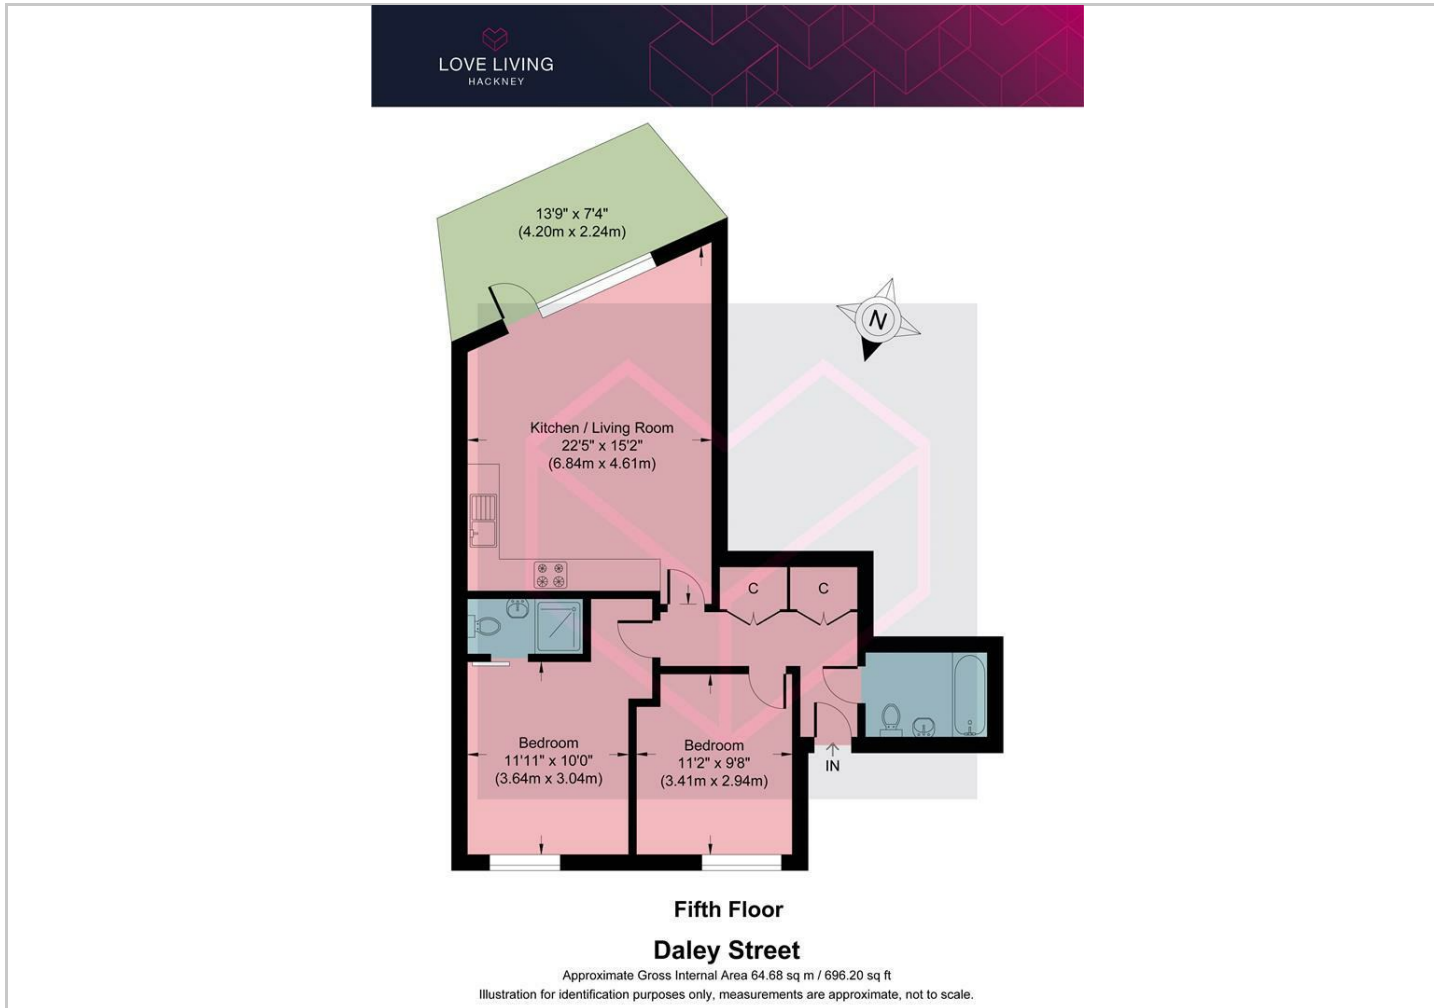 LOVE LIVING
HACKNEY
13'9" x 7'4"
(4.20m x 2.24m)
N
Kitchen / Living Room
22'5" x 15'2"
(6.84m x 4.61m)
C
C
Bedroom
11'11" x 10'0"
(3.64m x 3.04m)
Bedroom
11'2" x 9'8"
(3.41m x 2.94m)
IN
Fifth Floor
Daley Street
Approximate Gross Internal Area 64.68 sq m / 696.20 sq ft
Illustration for identification purposes only, measurements are approximate, not to scale.